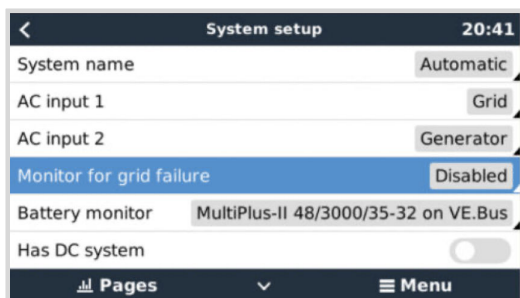 System setup 20:41
System name Automatic
AC input 1 Grid
AC input 2 Generator
Monitor for grid failure Disabled
Battery monitor MultiPlus-II 48/3000/35-32 on VE.Bus
Has DC system
Pages Menu